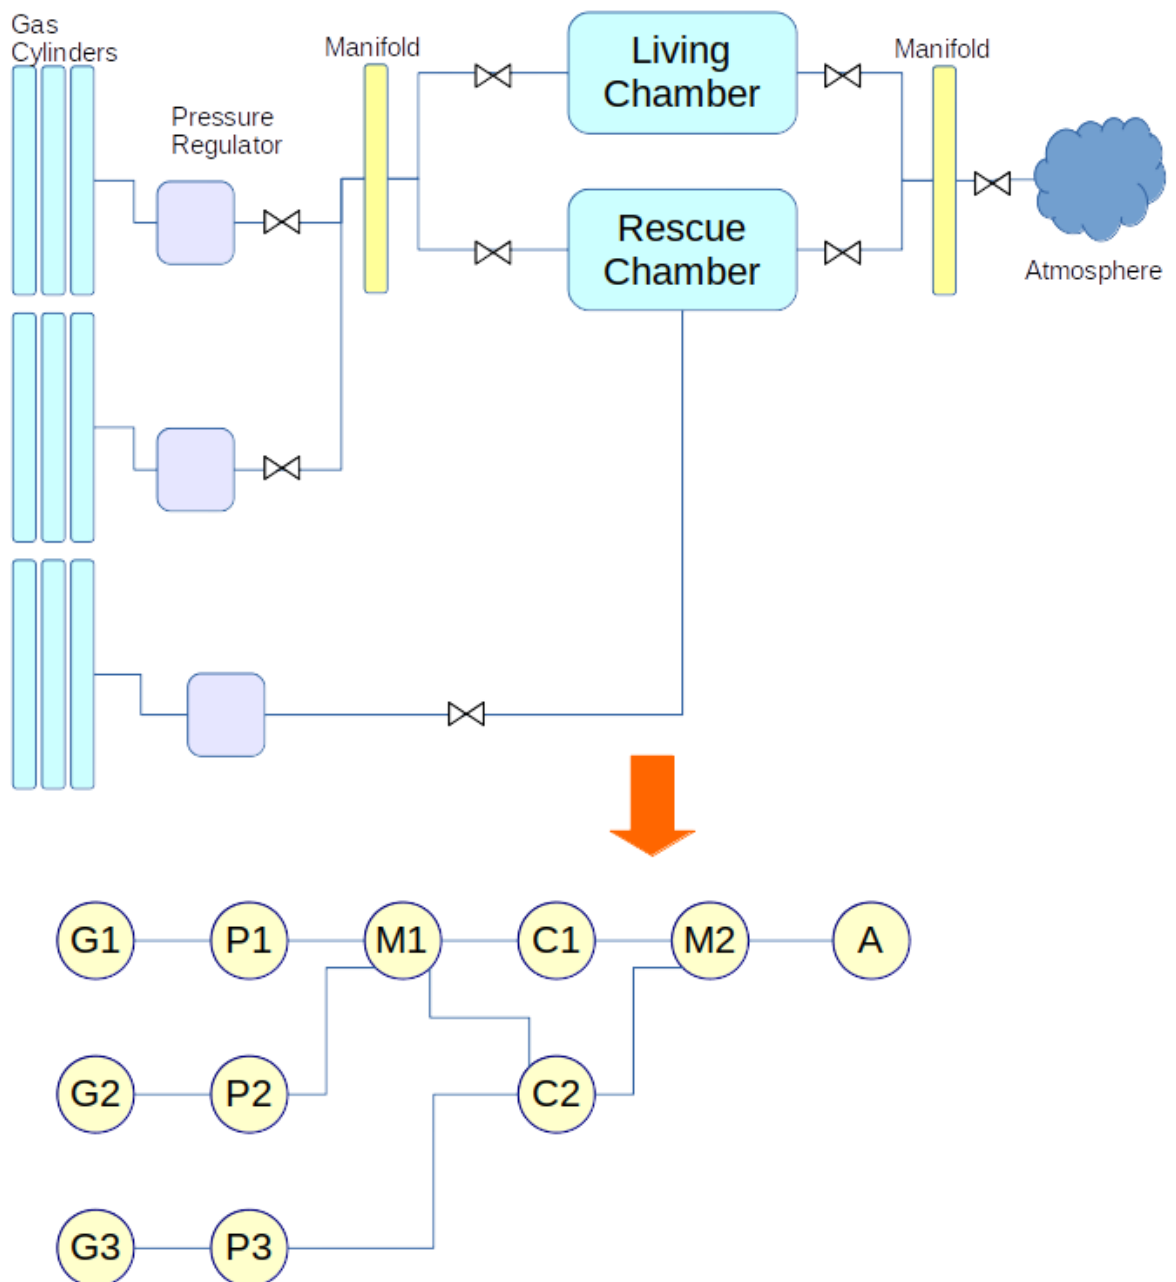 Gas
Cylinders
Manifold
Living
Chamber
Manifold
Pressure
Regulator
Rescue
Chamber
Atmosphere
G1
P1
M1
C1
M2
A
G2
P2
C2
G3
P3